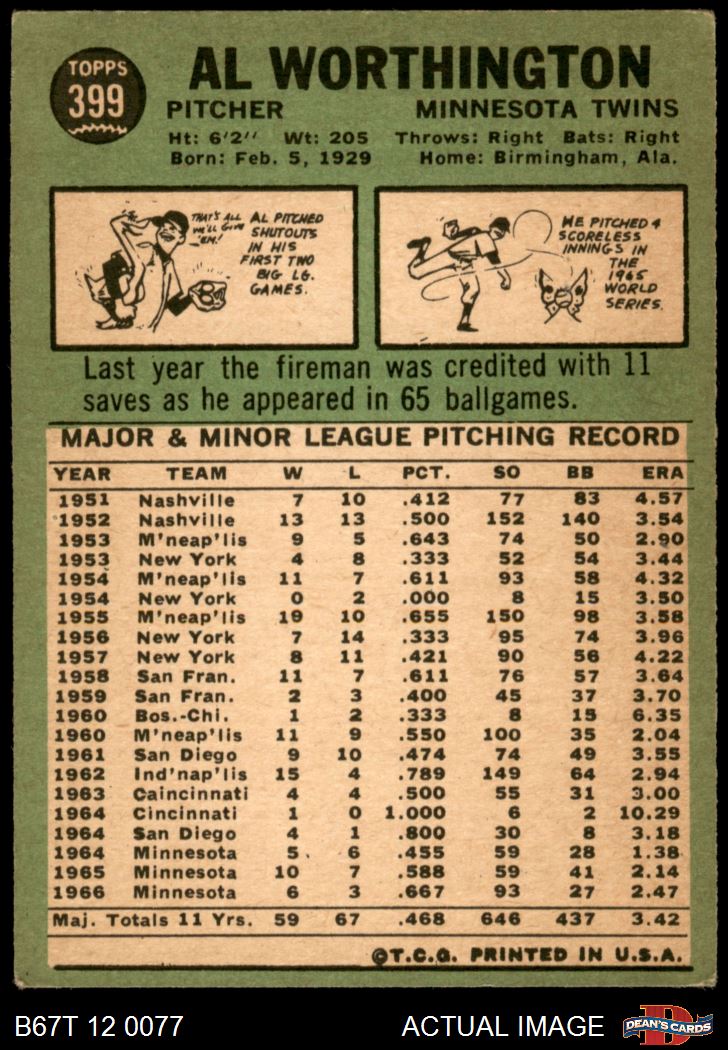 TOPPS
399
AL WORTHINGTON
PITCHER MINNESOTA TWINS
Ht: 6'2" Wt: 205 Throws: Right Bats: Right
Born: Feb. 5, 1929 Home: Birmingham, Ala.
THAT'S ALL
WE'LL GIVE
'EM!
AL PITCHED
SHUTOUTS
IN HIS
FIRST TWO
BIG LG.
GAMES.
HE PITCHED 4
SCORELESS
INNINGS IN
THE
1965
WORLD
SERIES.
Last year the fireman was credited with 11
saves as he appeared in 65 ballgames.
MAJOR & MINOR LEAGUE PITCHING RECORD
YEAR TEAM W L PCT. SO BB ERA
1951 Nashville 7 10 .412 77 83 4.57
1952 Nashville 13 13 .500 152 140 3.54
1953 M'neap'lis 9 5 .643 74 50 2.90
1953 New York 4 8 .333 52 54 3.44
1954 M'neap'lis 11 7 .611 93 58 4.32
1954 New York 0 2 .000 8 15 3.50
1955 M'neap'lis 19 10 .655 150 98 3.58
1956 New York 7 14 .333 95 74 3.96
1957 New York 8 11 .421 90 56 4.22
1958 San Fran. 11 7 .611 76 57 3.64
1959 San Fran. 2 3 .400 45 37 3.70
1960 Bos.-Chi. 1 2 .333 8 15 6.35
1960 M'neap'lis 11 9 .550 100 35 2.04
1961 San Diego 9 10 .474 74 49 3.55
1962 Ind'nap'lis 15 4 .789 149 64 2.94
1963 Caincinnati 4 4 .500 55 31 3.00
1964 Cincinnati 1 0 1.000 6 2 10.29
1964 San Diego 4 1 .800 30 8 3.18
1964 Minnesota 5 6 .455 59 28 1.38
1965 Minnesota 10 7 .588 59 41 2.14
1966 Minnesota 6 3 .667 93 27 2.47
Maj. Totals 11 Yrs. 59 67 .468 646 437 3.42
©T.C.G. PRINTED IN U.S.A.
B67T 12 0077 ACTUAL IMAGE
D
DEAN'S CARDS